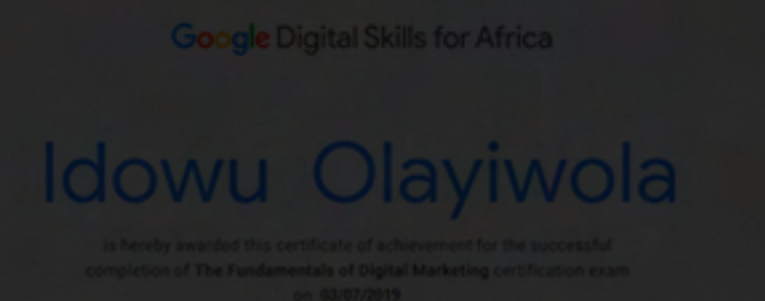 Google Digital Skills for Africa
Idowu Olayiwola
is hereby awarded this certificate of achievement for the successful
completion of The Fundamentals of Digital Marketing certification exam
on 03/07/2019